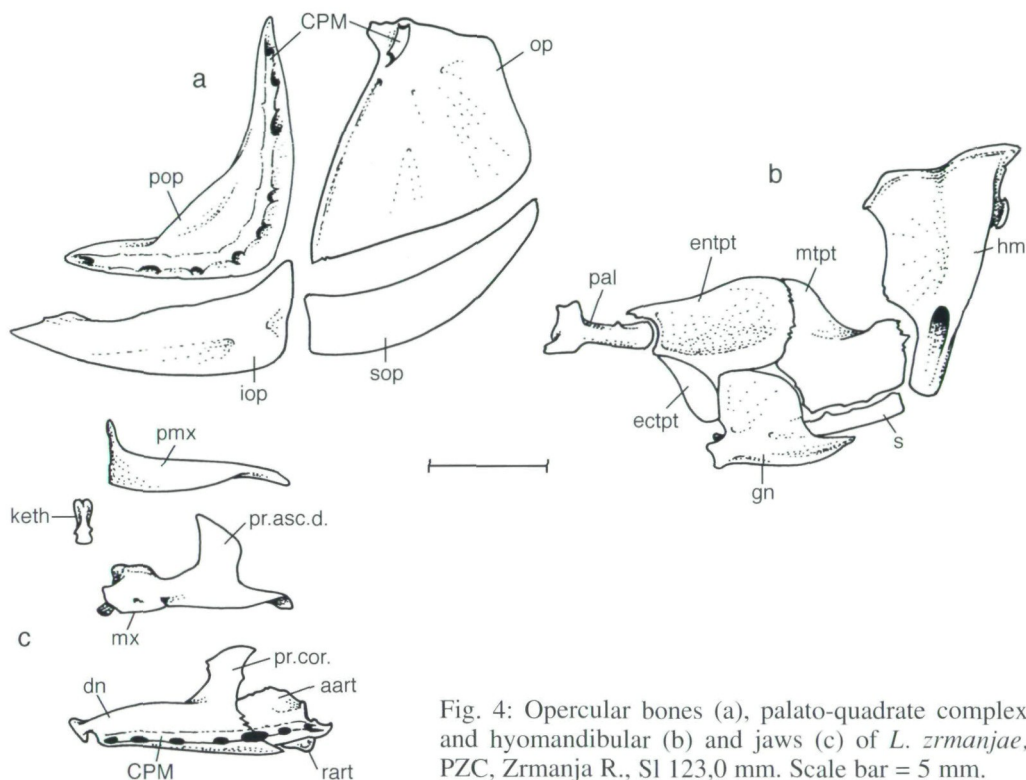 CPM
op
a
pop
b
entpt
mtpt
hm
pal
iop
sop
ectpt
s
gn
pmx
keth
pr.asc.d.
mx
c
pr.cor.
dn
aart
CPM
rart
Fig. 4: Opercular bones (a), palato-quadrate complex
and hyomandibular (b) and jaws (c) of L. zrmanjae,
PZC, Zrmanja R., Sl 123,0 mm. Scale bar = 5 mm.